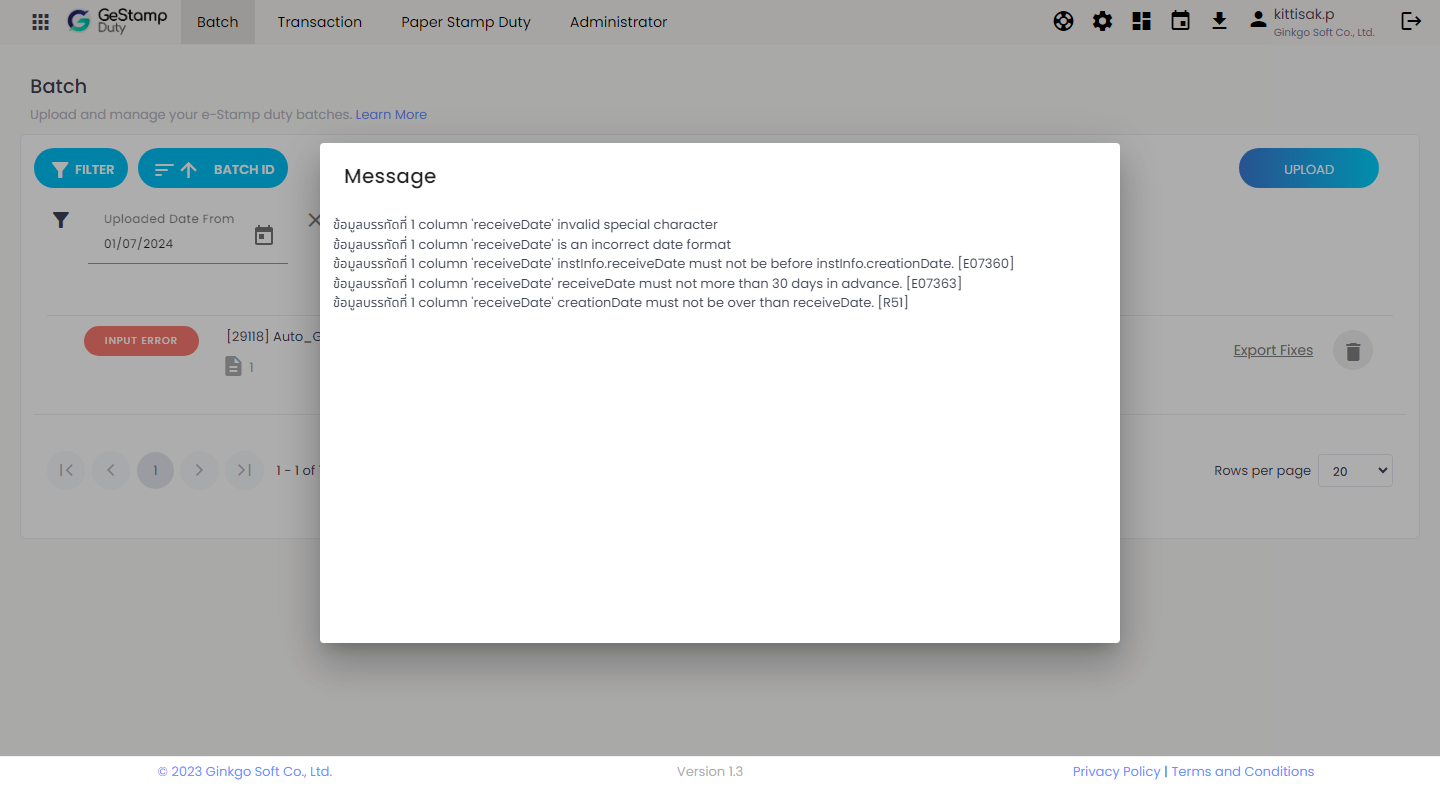 GeStamp
Duty
Batch
Transaction
Paper Stamp Duty
Administrator
kittisak.p
Ginkgo Soft Co., Ltd.
Batch
Upload and manage your e-Stamp duty batches. Learn More
FILTER
BATCH ID
UPLOAD
Uploaded Date From
01/07/2024
Message
ข้อมูลบรรทัดที่ 1 column 'receiveDate' invalid special character
ข้อมูลบรรทัดที่ 1 column 'receiveDate' is an incorrect date format
ข้อมูลบรรทัดที่ 1 column 'receiveDate' instInfo.receiveDate must not be before instInfo.creationDate. [E07360]
ข้อมูลบรรทัดที่ 1 column 'receiveDate' receiveDate must not more than 30 days in advance. [E07363]
ข้อมูลบรรทัดที่ 1 column 'receiveDate' creationDate must not be over than receiveDate. [R51]
INPUT ERROR
[29118] Auto_G
1
Export Fixes
1
1 - 1 of
Rows per page
20
© 2023 Ginkgo Soft Co., Ltd.
Version 1.3
Privacy Policy | Terms and Conditions